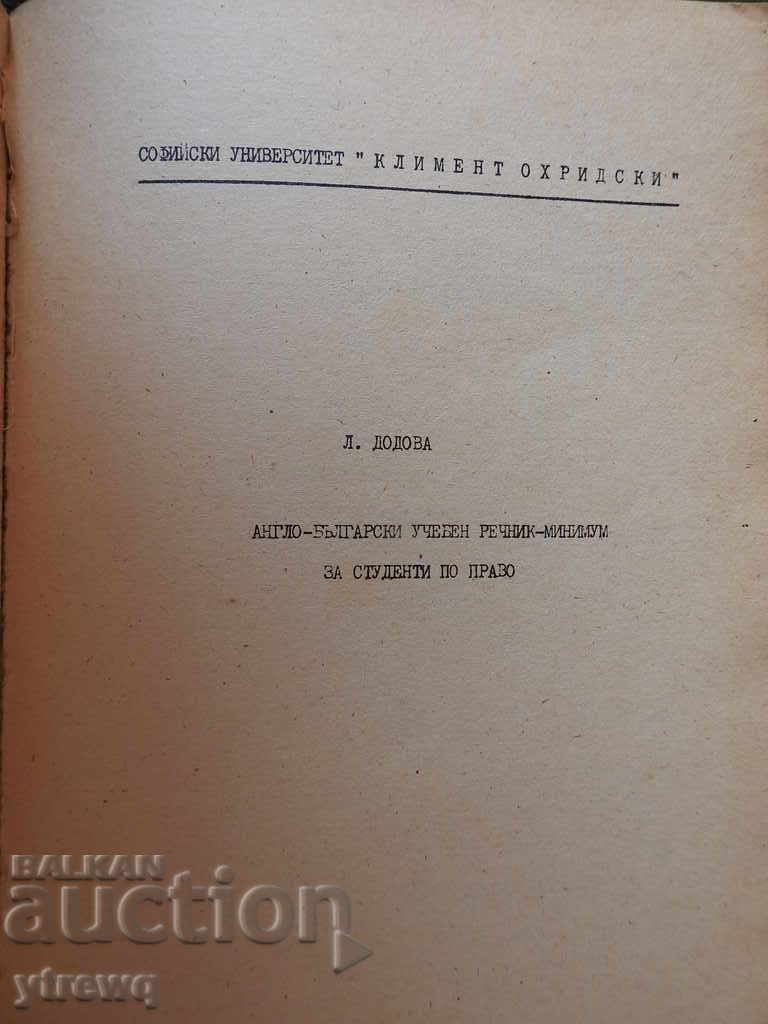 СОФИЙСКИ УНИВЕРСИТЕТ "КЛИМЕНТ ОХРИДСКИ"
Л. ДОДОВА
АНГЛО-БЪЛГАРСКИ УЧЕБЕН РЕЧНИК-МИНИМУМ
ЗА СТУДЕНТИ ПО ПРАВО
BALKAN
auction
ytrewq